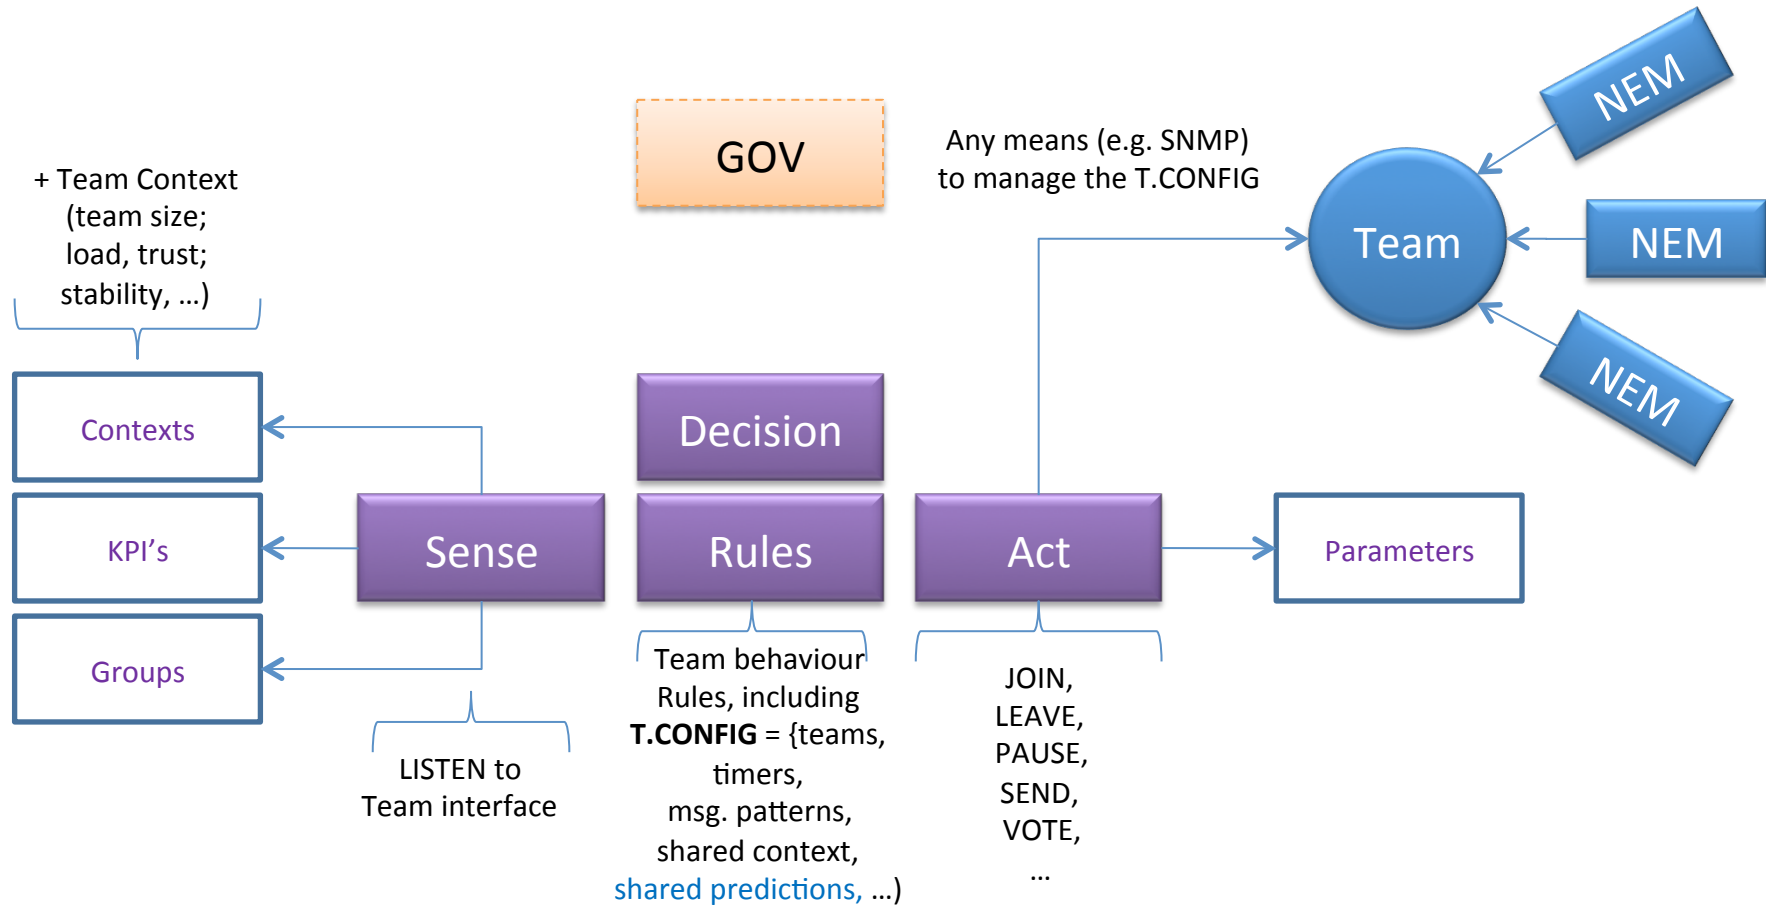 NEM
GOV
Any means (e.g. SNMP)
to manage the T.CONFIG
+ Team Context
(team size;
load, trust;
stability, ...)
Team
NEM
NEM
Contexts
Decision
KPI's
Sense
Rules
Act
Parameters
Groups
Team behaviour
Rules, including
T.CONFIG = {teams,
timers,
msg. patterns,
shared context,
shared predictions, ...)
LISTEN to
Team interface
JOIN,
LEAVE,
PAUSE,
SEND,
VOTE,
...